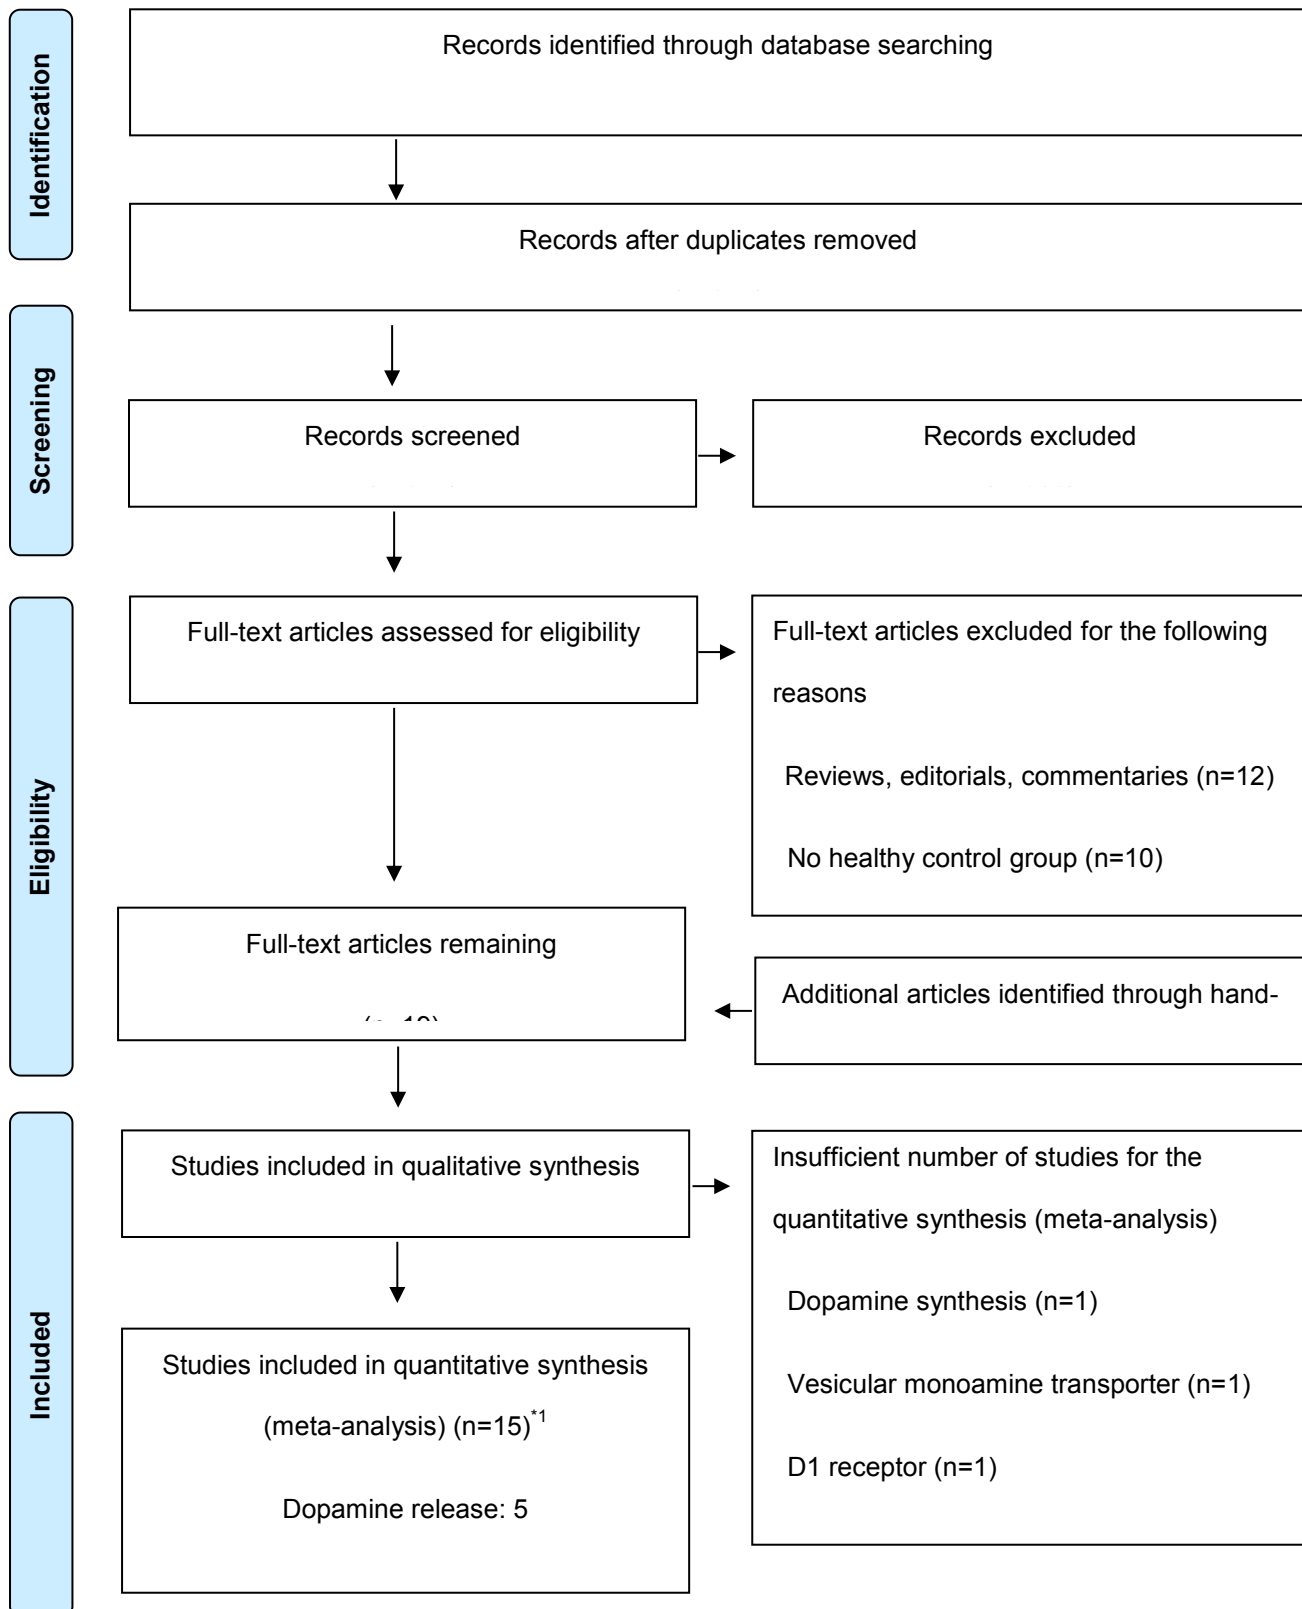 Identification
Records identified through database searching
Records after duplicates removed
Screening
Records screened
Records excluded
Eligibility
Full-text articles assessed for eligibility
Full-text articles excluded for the following
reasons
Reviews, editorials, commentaries (n=12)
No healthy control group (n=10)
Full-text articles remaining
Additional articles identified through hand-
Included
Studies included in qualitative synthesis
Insufficient number of studies for the
quantitative synthesis (meta-analysis)
Dopamine synthesis (n=1)
Vesicular monoamine transporter (n=1)
D1 receptor (n=1)
Studies included in quantitative synthesis
(meta-analysis) (n=15)*1
Dopamine release: 5